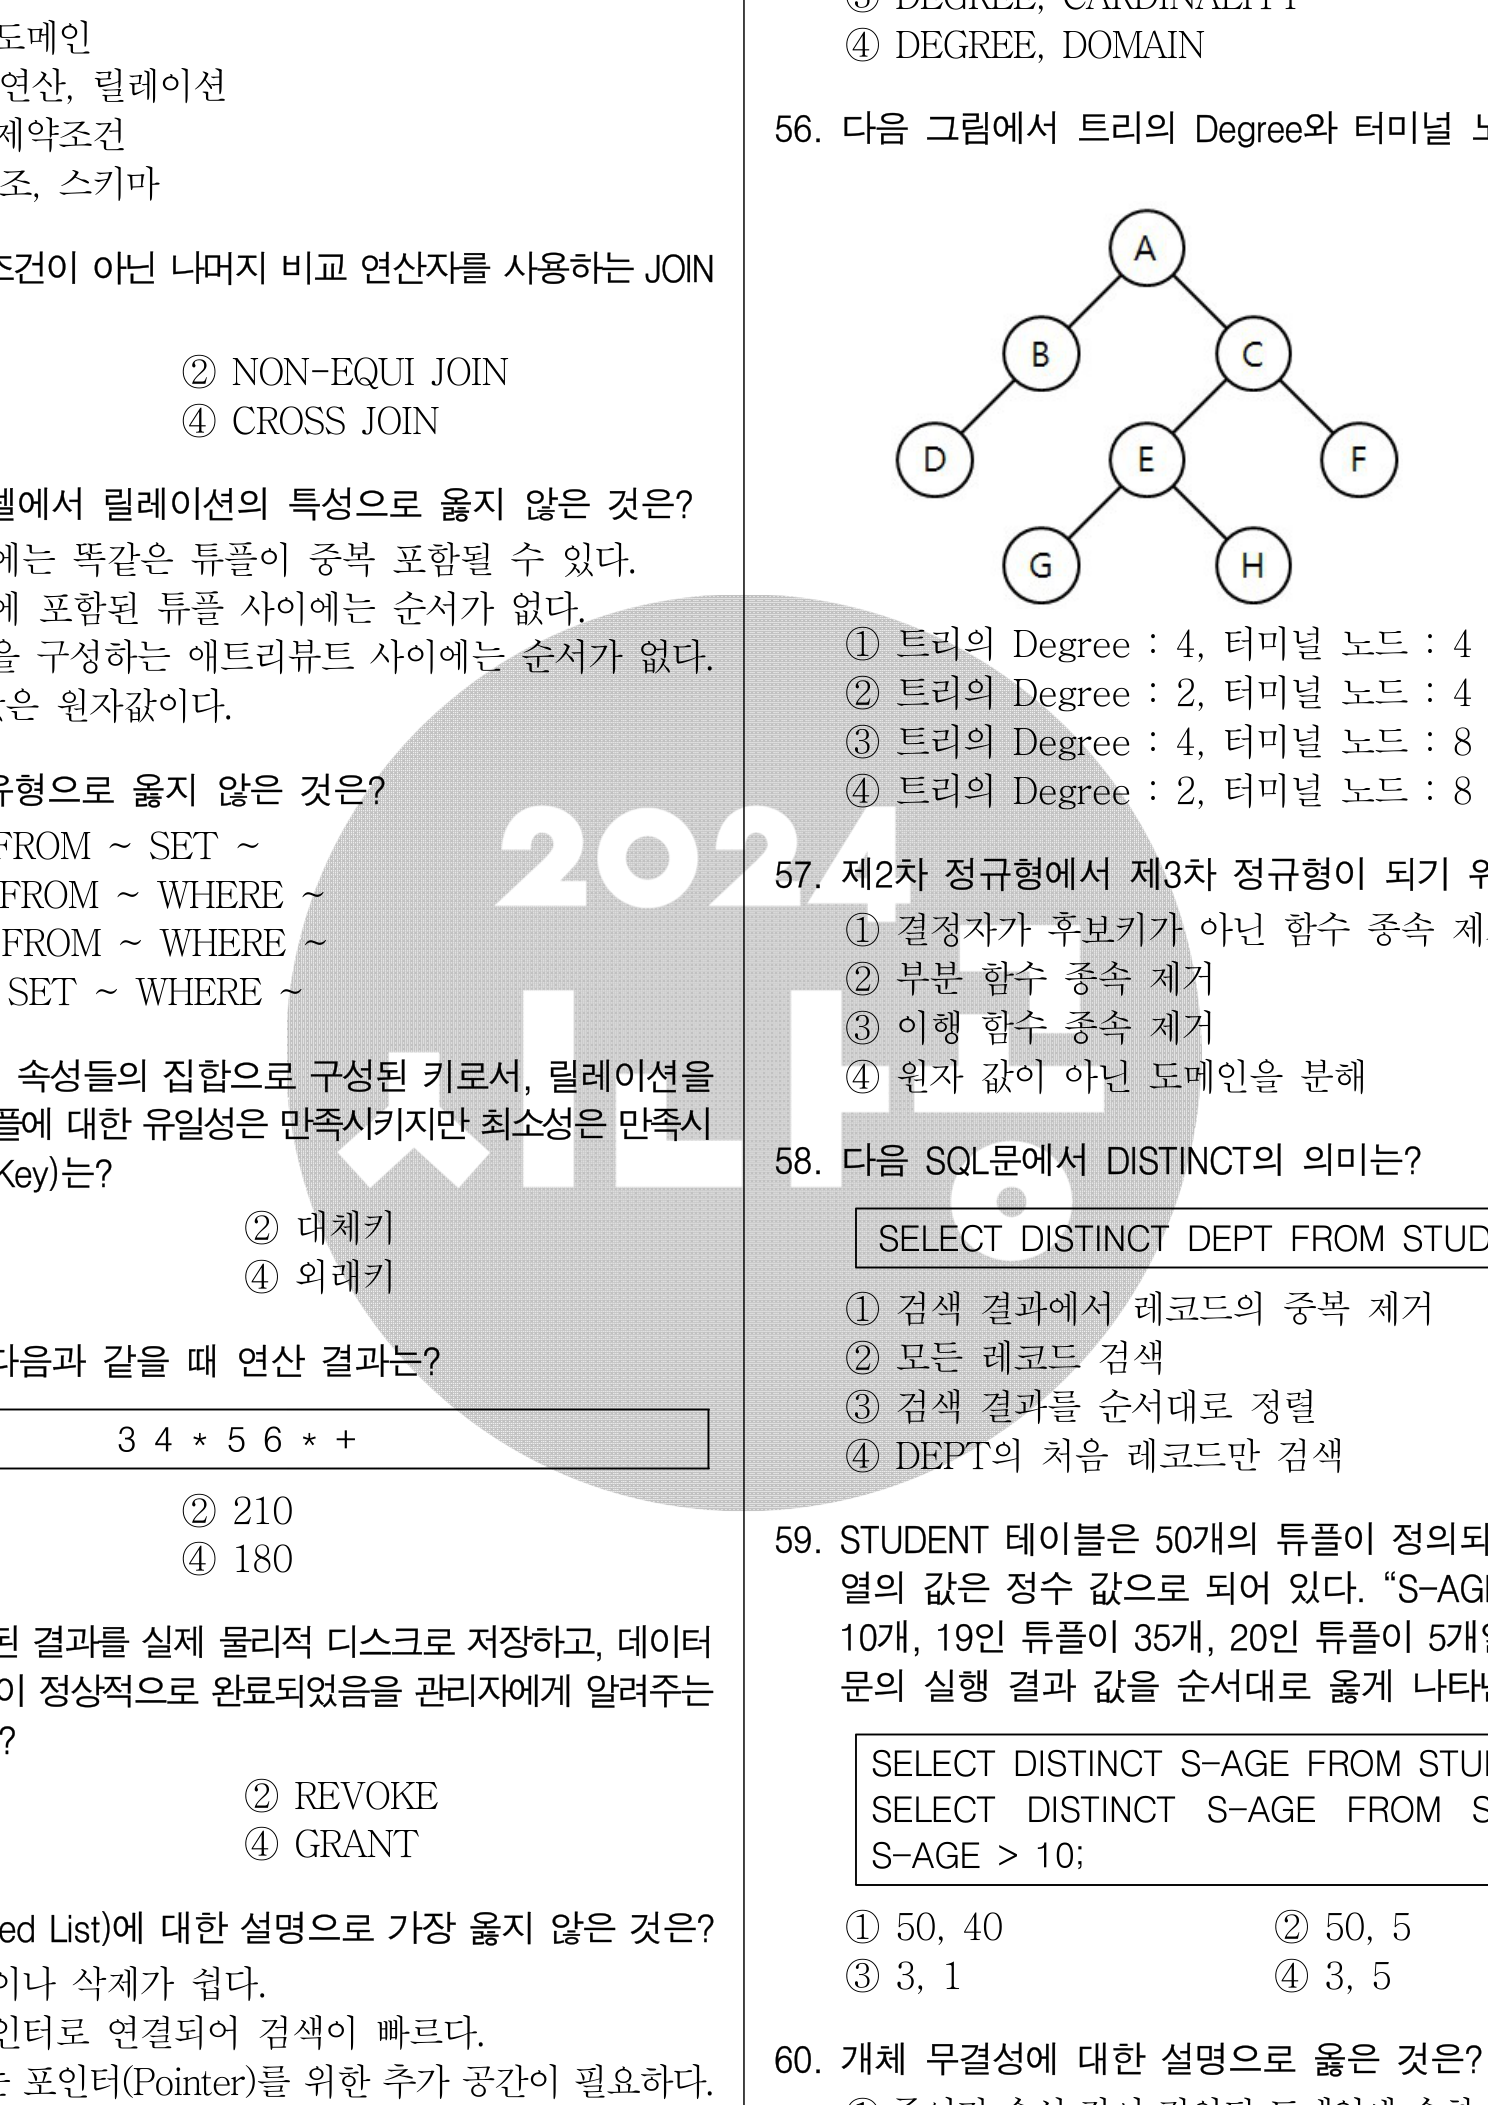 도메인
연산, 릴레이션
제약조건
조, 스키마
조건이 아닌 나머지 비교 연산자를 사용하는 JOIN
② NON-EQUI JOIN
④ CROSS JOIN
델에서 릴레이션의 특성으로 옳지 않은 것은?
에는 똑같은 튜플이 중복 포함될 수 있다.
에 포함된 튜플 사이에는 순서가 없다.
을 구성하는 애트리뷰트 사이에는 순서가 없다.
값은 원자값이다.
유형으로 옳지 않은 것은?
FROM ~ SET ~
FROM ~ WHERE ~
FROM ~ WHERE ~
SET ~ WHERE ~
속성들의 집합으로 구성된 키로서, 릴레이션을
플에 대한 유일성은 만족시키지만 최소성은 만족시
Key)는?
② 대체키
④ 외래키
다음과 같을 때 연산 결과는?
3 4 * 5 6 * +
② 210
④ 180
된 결과를 실제 물리적 디스크로 저장하고, 데이터
이 정상적으로 완료되었음을 관리자에게 알려주는
?
② REVOKE
④ GRANT
ed List)에 대한 설명으로 가장 옳지 않은 것은?
이나 삭제가 쉽다.
인터로 연결되어 검색이 빠르다.
는 포인터(Pointer)를 위한 추가 공간이 필요하다.
2024
시나공
③ DEGREE, CARDINALITY
④ DEGREE, DOMAIN
56. 다음 그림에서 트리의 Degree와 터미널
A
B C
D E F
G H
① 트리의 Degree : 4, 터미널 노드 : 4
② 트리의 Degree : 2, 터미널 노드 : 4
③ 트리의 Degree : 4, 터미널 노드 : 8
④ 트리의 Degree : 2, 터미널 노드 : 8
57. 제2차 정규형에서 제3차 정규형이 되기
① 결정자가 후보키가 아닌 함수 종속 제
② 부분 함수 종속 제거
③ 이행 함수 종속 제거
④ 원자 값이 아닌 도메인을 분해
58. 다음 SQL문에서 DISTINCT의 의미는?
SELECT DISTINCT DEPT FROM STUD
① 검색 결과에서 레코드의 중복 제거
② 모든 레코드 검색
③ 검색 결과를 순서대로 정렬
④ DEPT의 처음 레코드만 검색
59. STUDENT 테이블은 50개의 튜플이 정의되
열의 값은 정수 값으로 되어 있다. “S-AGE
10개, 19인 튜플이 35개, 20인 튜플이 5개일
문의 실행 결과 값을 순서대로 옳게 나타낸
SELECT DISTINCT S-AGE FROM STU
SELECT DISTINCT S-AGE FROM S
S-AGE > 10;
① 50, 40
② 50, 5
③ 3, 1
④ 3, 5
60. 개체 무결성에 대한 설명으로 옳은 것은?